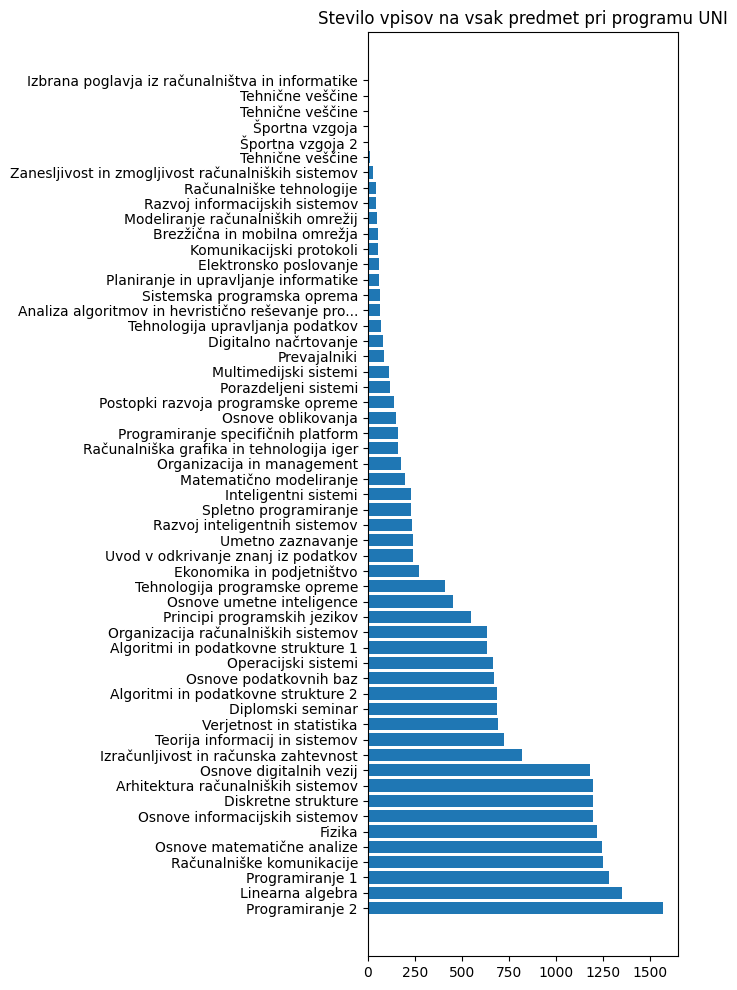 Stevilo vpisov na vsak predmet pri programu UNI
Izbrana poglavja iz računalništva in informatike
Tehnične veščine
Tehnične veščine
Športna vzgoja
Športna vzgoja 2
Tehnične veščine
Zanesljivost in zmogljivost računalniških sistemov
Računalniške tehnologije
Razvoj informacijskih sistemov
Modeliranje računalniških omrežij
Brezžična in mobilna omrežja
Komunikacijski protokoli
Elektronsko poslovanje
Planiranje in upravljanje informatike
Sistemska programska oprema
Analiza algoritmov in hevristično reševanje pro...
Tehnologija upravljanja podatkov
Digitalno načrtovanje
Prevajalniki
Multimedijski sistemi
Porazdeljeni sistemi
Postopki razvoja programske opreme
Osnove oblikovanja
Programiranje specifičnih platform
Računalniška grafika in tehnologija iger
Organizacija in management
Matematično modeliranje
Inteligentni sistemi
Spletno programiranje
Razvoj inteligentnih sistemov
Umetno zaznavanje
Uvod v odkrivanje znanj iz podatkov
Ekonomika in podjetništvo
Tehnologija programske opreme
Osnove umetne inteligence
Principi programskih jezikov
Organizacija računalniških sistemov
Algoritmi in podatkovne strukture 1
Operacijski sistemi
Osnove podatkovnih baz
Algoritmi in podatkovne strukture 2
Diplomski seminar
Verjetnost in statistika
Teorija informacij in sistemov
Izračunljivost in računska zahtevnost
Osnove digitalnih vezij
Arhitektura računalniških sistemov
Diskretne strukture
Osnove informacijskih sistemov
Fizika
Osnove matematične analize
Računalniške komunikacije
Programiranje 1
Linearna algebra
Programiranje 2
0 250 500 750 1000 1250 1500